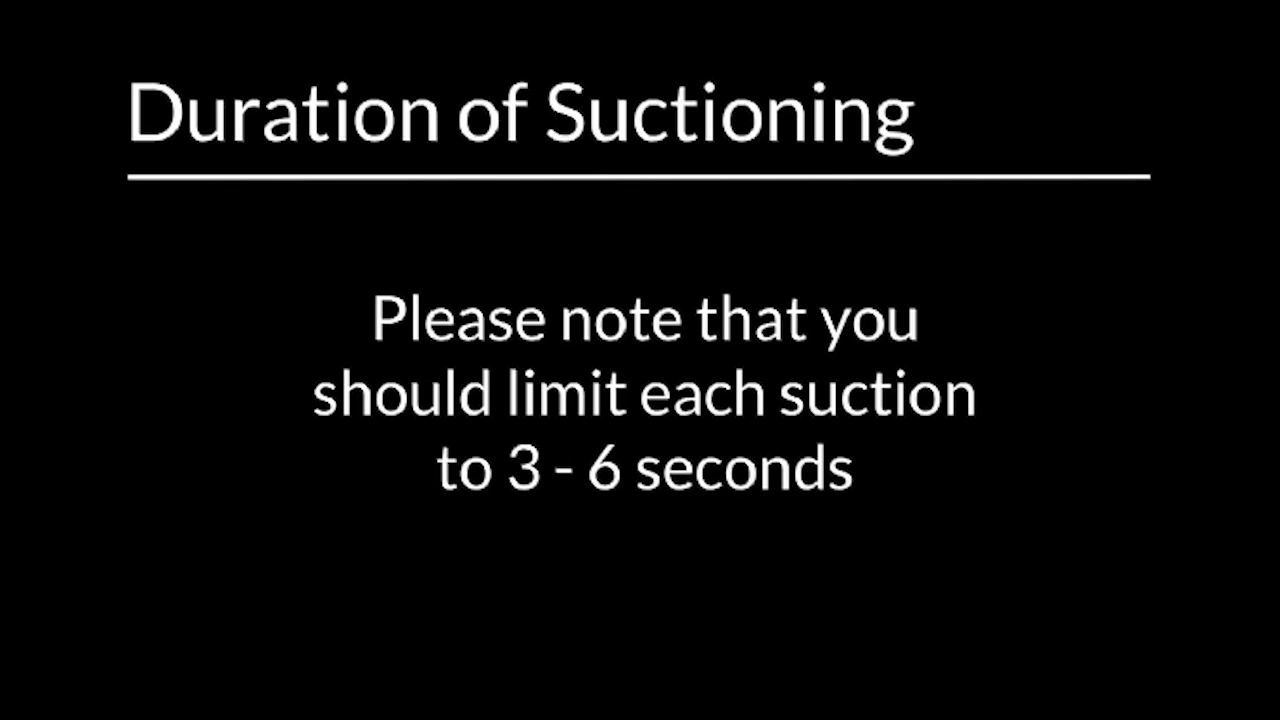 Duration of Suctioning
Please note that you
should limit each suction
to 3 - 6 seconds